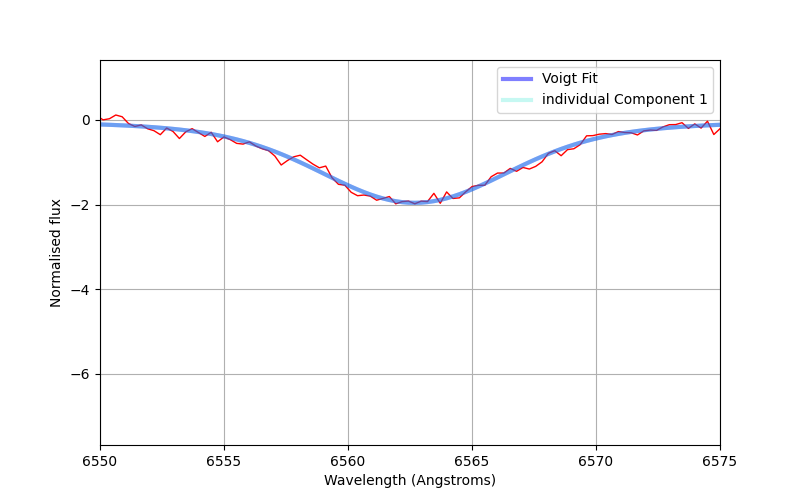 Voigt Fit
individual Component 1
0
−2
−4
−6
Normalised flux
6550
6555
6560
6565
6570
6575
Wavelength (Angstroms)